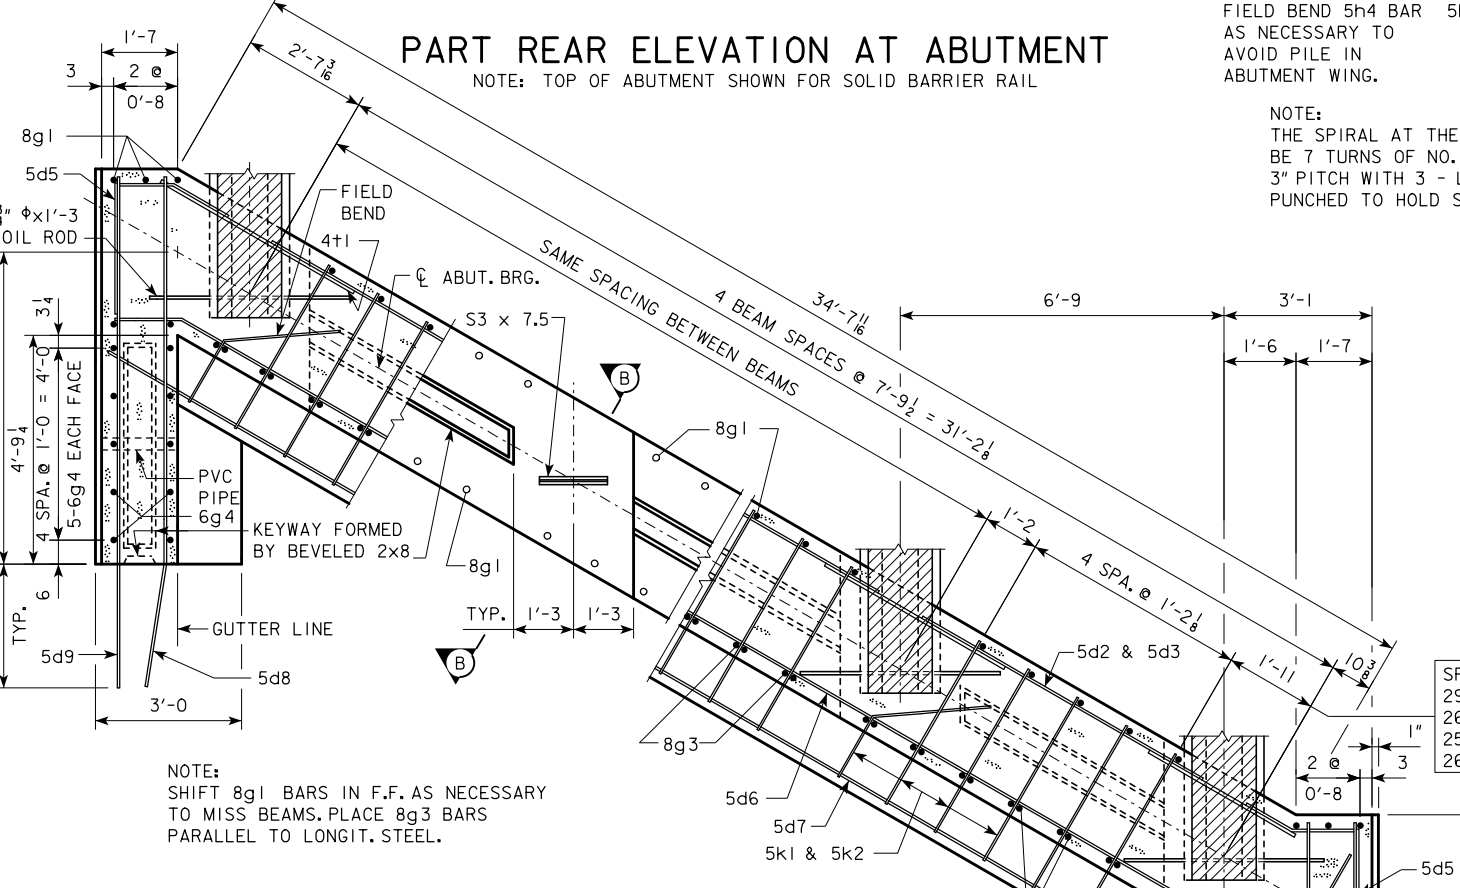 PART REAR ELEVATION AT ABUTMENT
NOTE: TOP OF ABUTMENT SHOWN FOR SOLID BARRIER RAIL
FIELD BEND 5h4 BAR
AS NECESSARY TO
AVOID PILE IN
ABUTMENT WING.
NOTE:
THE SPIRAL AT THE
BE 7 TURNS OF NO.
3" PITCH WITH 3 - L
PUNCHED TO HOLD S
1'-7
3
2 @
0'-8
8g1
5d5
3/4" ϕx1'-3
OIL ROD
2'-7 3/16
FIELD
BEND
4t1
℄ ABUT. BRG.
S3 x 7.5
SAME SPACING BETWEEN BEAMS
4 BEAM SPACES @ 7'-9 1/2 = 31'-2 1/8
34'-7 11/16
6'-9
3'-1
1'-6
1'-7
3 1/4
4'-9 1/4
4 SPA. @ 1'-0 = 4'-0
5-6g4 EACH FACE
6
TYP.
PVC
PIPE
6g4
KEYWAY FORMED
BY BEVELED 2x8
B
8g1
8g1
TYP.
1'-3
1'-3
B
GUTTER LINE
5d9
5d8
3'-0
1'-2
4 SPA. @ 1'-2 1/8
1'-11
10 3/8
5d2 & 5d3
8g3
5d6
5d7
5k1 & 5k2
SP
29
26
25
26
1"
2 @
3
0'-8
5d5
NOTE:
SHIFT 8g1 BARS IN F.F. AS NECESSARY
TO MISS BEAMS. PLACE 8g3 BARS
PARALLEL TO LONGIT. STEEL.